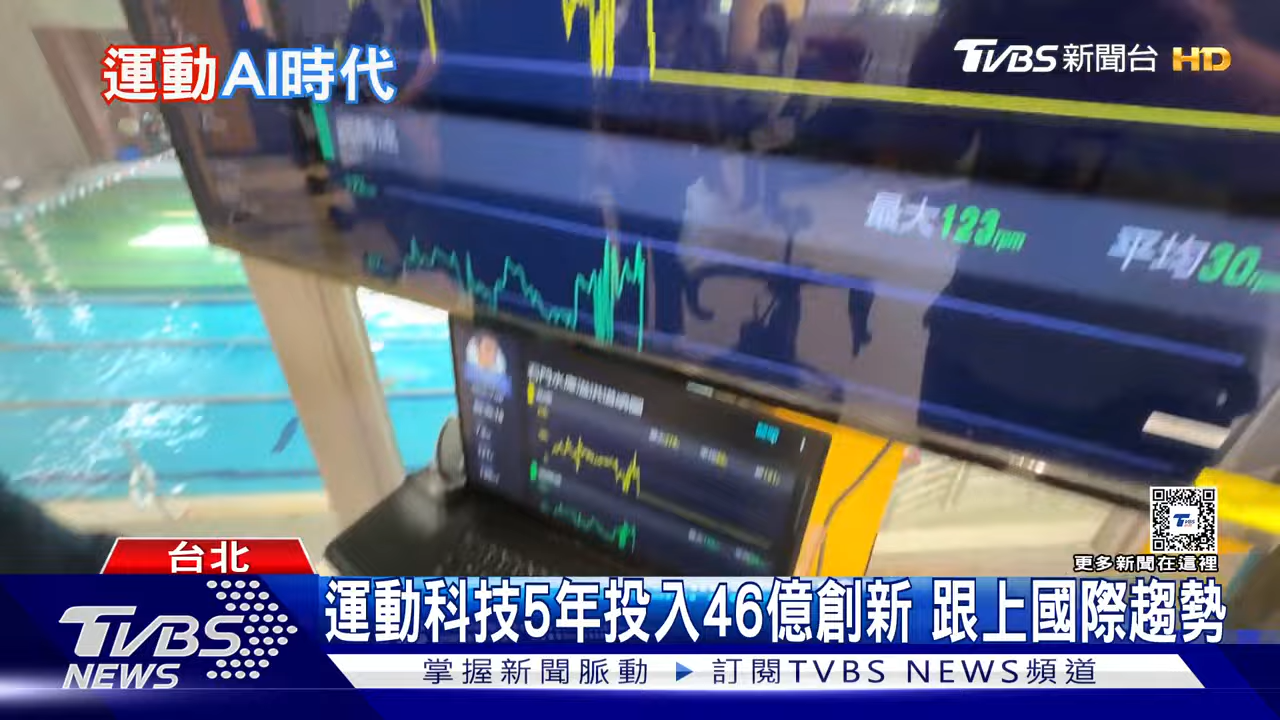 運動AI時代
TVBS新聞台 HD
最大123rpm
平均30
更多新聞在這裡
台北
運動科技5年投入46億創新 跟上國際趨勢
TVBS NEWS
掌握新聞脈動 ▶ 訂閱TVBS NEWS頻道